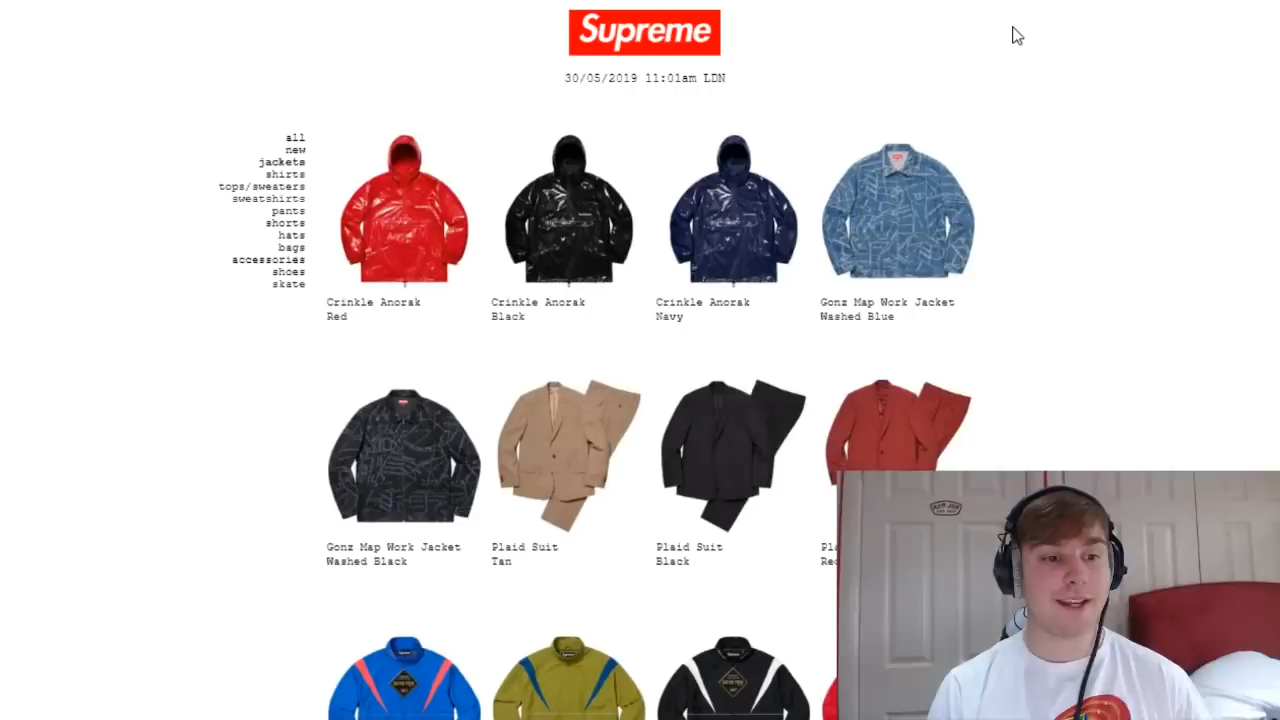 Supreme
30/05/2019 11:01am LDN
all
new
jackets
shirts
tops/sweaters
sweatshirts
pants
shorts
hats
bags
accessories
shoes
skate
Crinkle Anorak
Red
Crinkle Anorak
Black
Crinkle Anorak
Navy
Gonz Map Work Jacket
Washed Blue
Gonz Map Work Jacket
Washed Black
Plaid Suit
Tan
Plaid Suit
Black
Pla
Red